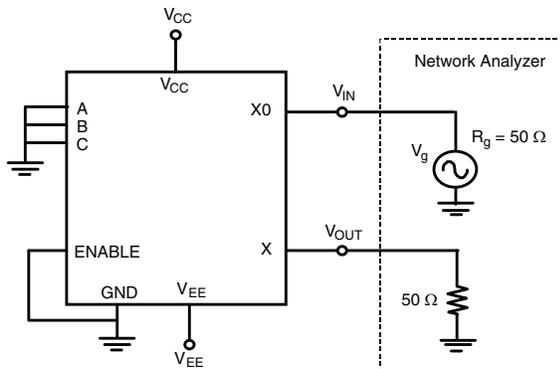 VCC
Network Analyzer
VCC
A
X0
VIN
B
C
Vg
Rg = 50 Ω
VOUT
ENABLE
X
GND
VEE
50 Ω
VEE